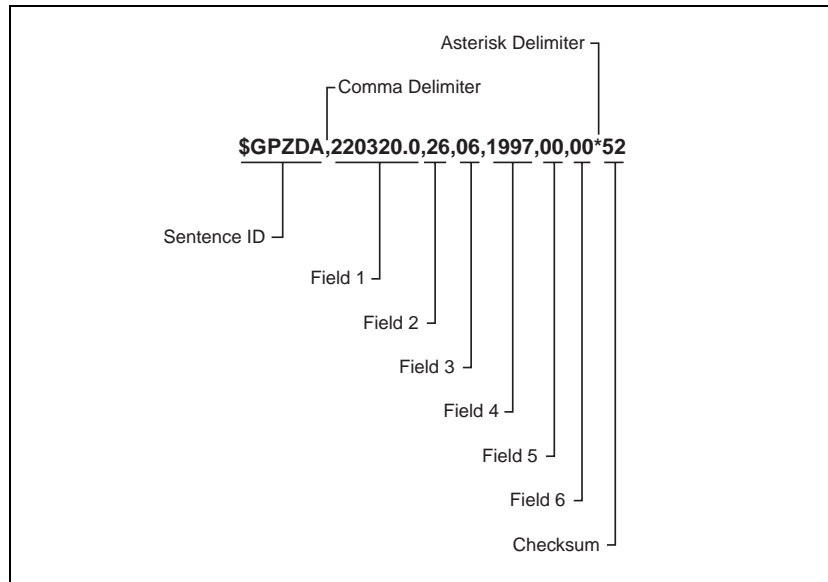 Asterisk Delimiter
Comma Delimiter
$GPZDA,220320.0,26,06,1997,00,00*52
Sentence ID
Field 1
Field 2
Field 3
Field 4
Field 5
Field 6
Checksum